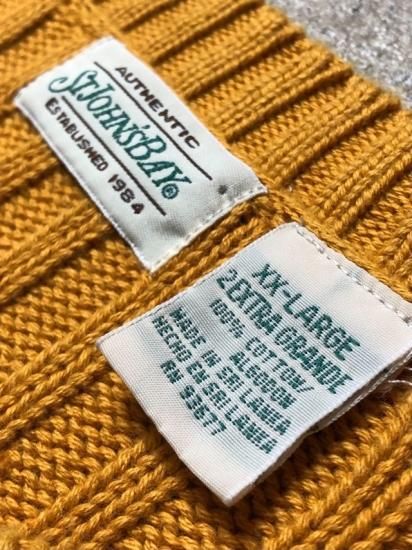 AUTHENTIC
ST.JOHN'S BAY®
ESTABLISHED 1984
XX-LARGE
2EXTRA GRANDE
100% COTTON/
ALGODON
MADE IN SRI LANKA
HECHO EN SRI LANKA
RN 93677